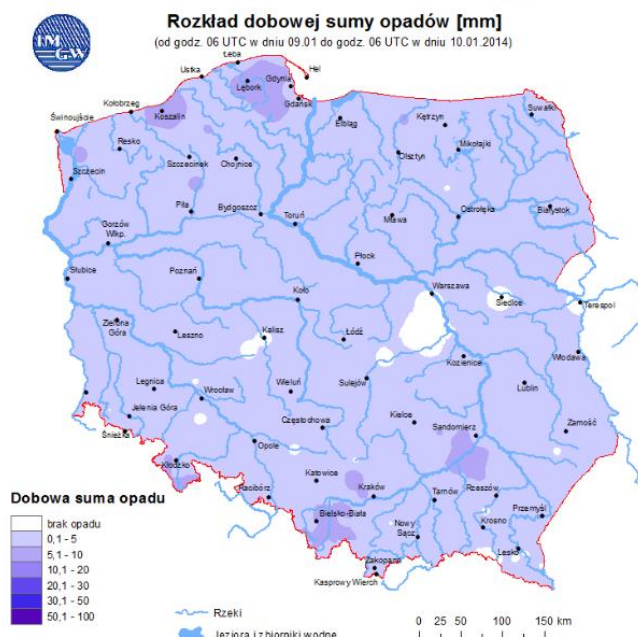 Rozkład dobowej sumy opadów [mm]
(od godz. 06 UTC w dniu 09.01 do godz. 06 UTC w dniu 10.01.2014)
IM
GW
Łeba
Ustka
Hel
Gdynia
Lębork
Gdańsk
Kołobrzeg
Koszalin
Świnoujście
Suwałki
Elbląg
Kętrzyn
Resko
Szczecinek
Chojnice
Olsztyn
Mikołajki
Szczecin
Piła
Bydgoszcz
Toruń
Mława
Ostrołęka
Białystok
Gorzów
Wlkp.
Płock
Słubice
Poznań
Koło
Warszawa
Siedlce
Terespol
Zielona
Góra
Leszno
Kalisz
Łódź
Kozienice
Włodawa
Legnica
Wrocław
Wieluń
Sulejów
Lublin
Jelenia Góra
Śnieżka
Częstochowa
Kielce
Sandomierz
Zamość
Opole
Kłodzko
Katowice
Racibórz
Kraków
Tarnów
Rzeszów
Przemyśl
Bielsko-Biała
Nowy
Sącz
Krosno
Lesko
Zakopane
Kasprowy Wierch
Dobowa suma opadu
brak opadu
0,1 - 5
5,1 - 10
10,1 - 20
20,1 - 30
30,1 - 50
50,1 - 100
Rzeki
Jeziora i zbiorniki wodne
0 25 50 100 150 km